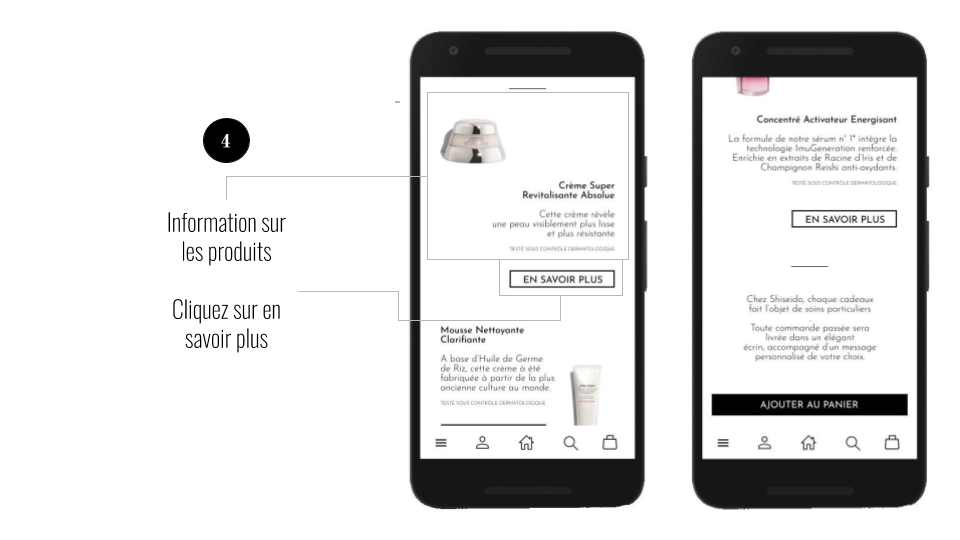 4
Information sur
les produits
Cliquez sur en
savoir plus
Crème Super
Revitalisante Absolue
Cette crème révèle
une peau visiblement plus lisse
et plus résistante
TESTÉ SOUS CONTRÔLE DERMATOLOGIQUE
EN SAVOIR PLUS
Mousse Nettoyante
Clarifiante
A base d'Huile de Germe
de Riz, cette crème à été
fabriquée à partir de la plus
ancienne culture au monde.
TESTÉ SOUS CONTRÔLE DERMATOLOGIQUE
SHISEIDO
Concentré Activateur Energisant
La formule de notre sérum n° 1* intègre la
technologie ImuGeneration renforcée.
Enrichie en extraits de Racine d'Iris et de
Champignon Reishi anti-oxydants.
TESTÉ SOUS CONTRÔLE DERMATOLOGIQUE
EN SAVOIR PLUS
Chez Shiseido, chaque cadeaux
fait l'objet de soins particuliers
.
Toute commande passée sera
livrée dans un élégant
écrin, accompagné d'un message
personnalisé de votre choix.
AJOUTER AU PANIER